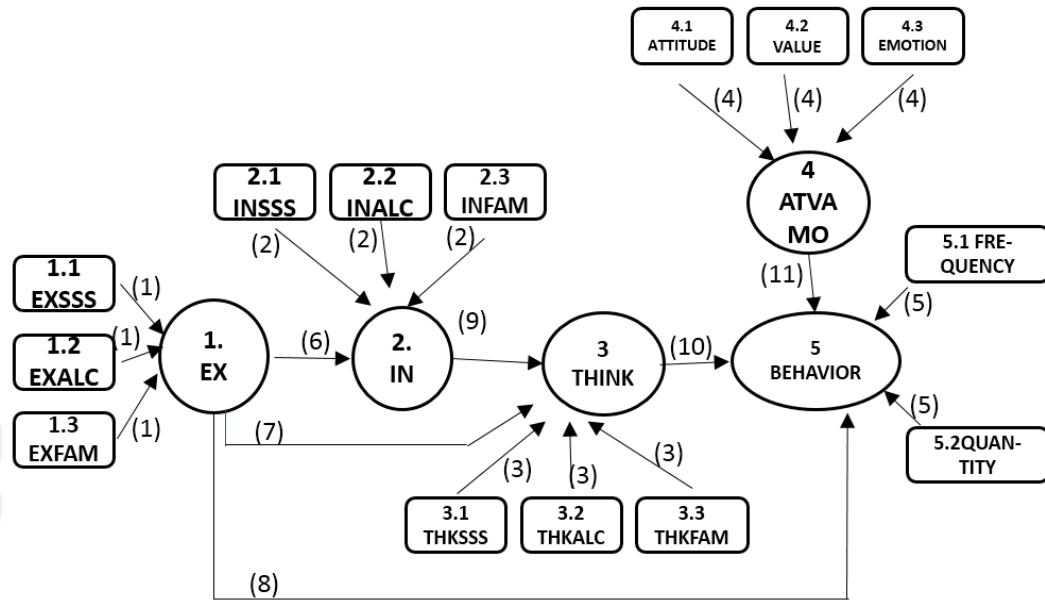 4.1
ATTITUDE
4.2
VALUE
4.3
EMOTION
(4)
(4)
(4)
4
ATVA
MO
2.1
INSSS
2.2
INALC
2.3
INFAM
(2)
(2)
(2)
5.1 FRE-
QUENCY
(11)
(5)
1.1
EXSSS
(1)
1.2
EXALC
(1)
1.3
EXFAM
(1)
1.
EX
(6)
2.
IN
(9)
3
THINK
(10)
5
BEHAVIOR
(5)
5.2QUAN-
TITY
(7)
(3)
(3)
(3)
3.1
THKSSS
3.2
THKALC
3.3
THKFAM
(8)